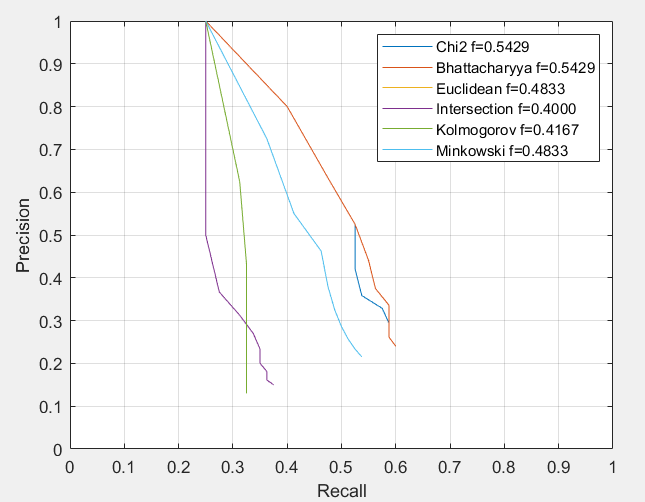 1
0.9
0.8
0.7
0.6
0.5
0.4
0.3
0.2
0.1
0
Precision
Chi2 f=0.5429
Bhattacharyya f=0.5429
Euclidean f=0.4833
Intersection f=0.4000
Kolmogorov f=0.4167
Minkowski f=0.4833
0 0.1 0.2 0.3 0.4 0.5 0.6 0.7 0.8 0.9 1
Recall